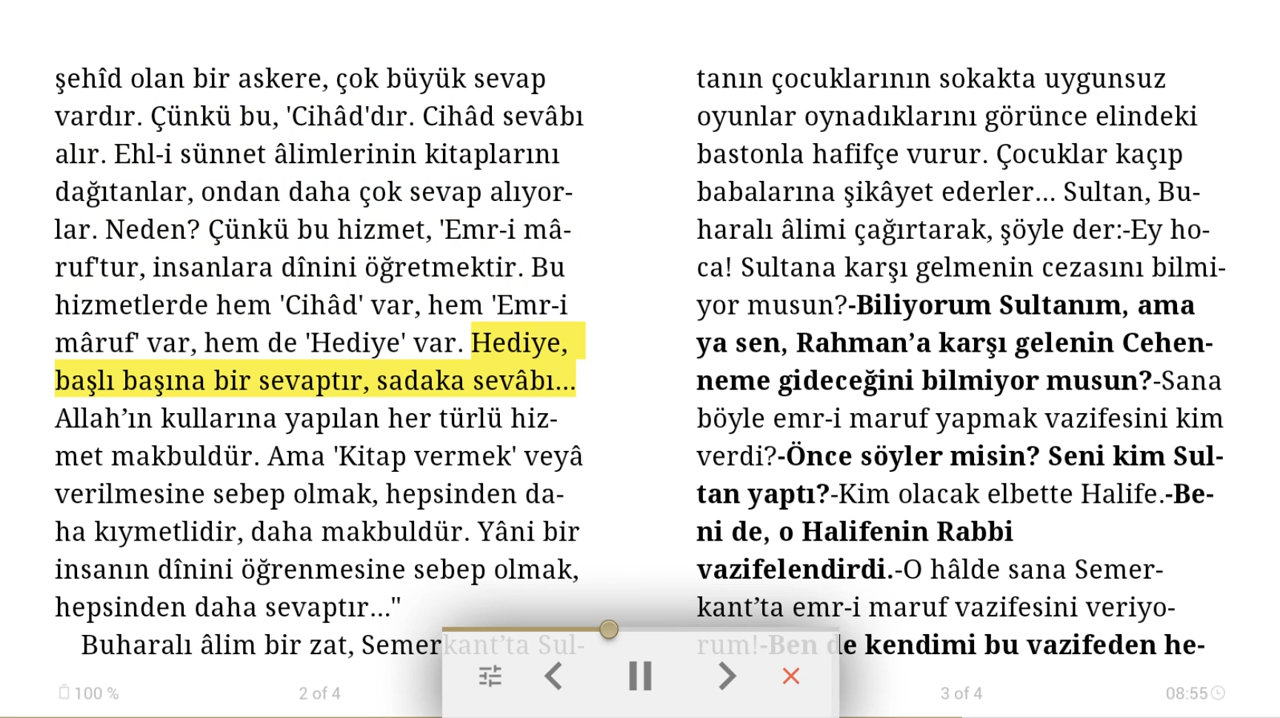 şehîd olan bir askere, çok büyük sevap
vardır. Çünkü bu, 'Cihâd'dır. Cihâd sevâbı
alır. Ehl-i sünnet âlimlerinin kitaplarını
dağıtanlar, ondan daha çok sevap alıyor-
lar. Neden? Çünkü bu hizmet, 'Emr-i mâ-
ruf'tur, insanlara dînini öğretmektir. Bu
hizmetlerde hem 'Cihâd' var, hem 'Emr-i
mâruf' var, hem de 'Hediye' var. Hediye,
başlı başına bir sevaptır, sadaka sevâbı...
Allah’ın kullarına yapılan her türlü hiz-
met makbuldür. Ama 'Kitap vermek' veyâ
verilmesine sebep olmak, hepsinden da-
ha kıymetlidir, daha makbuldür. Yâni bir
insanın dînini öğrenmesine sebep olmak,
hepsinden daha sevaptır..."
Buharalı âlim bir zat, Semerkant’ta Sul-
100 %
2 of 4
tanın çocuklarının sokakta uygunsuz
oyunlar oynadıklarını görünce elindeki
bastonla hafifçe vurur. Çocuklar kaçıp
babalarına şikâyet ederler... Sultan, Bu-
haralı âlimi çağırtarak, şöyle der:-Ey ho-
ca! Sultana karşı gelmenin cezasını bilmi-
yor musun?-Biliyorum Sultanım, ama
ya sen, Rahman’a karşı gelenin Cehen-
neme gideceğini bilmiyor musun?-Sana
böyle emr-i maruf yapmak vazifesini kim
verdi?-Önce söyler misin? Seni kim Sul-
tan yaptı?-Kim olacak elbette Halife.-Be-
ni de, o Halifenin Rabbi
vazifelendirdi.-O hâlde sana Semer-
kant’ta emr-i maruf vazifesini veriyo-
rum!-Ben de kendimi bu vazifeden he-
3 of 4
08:55